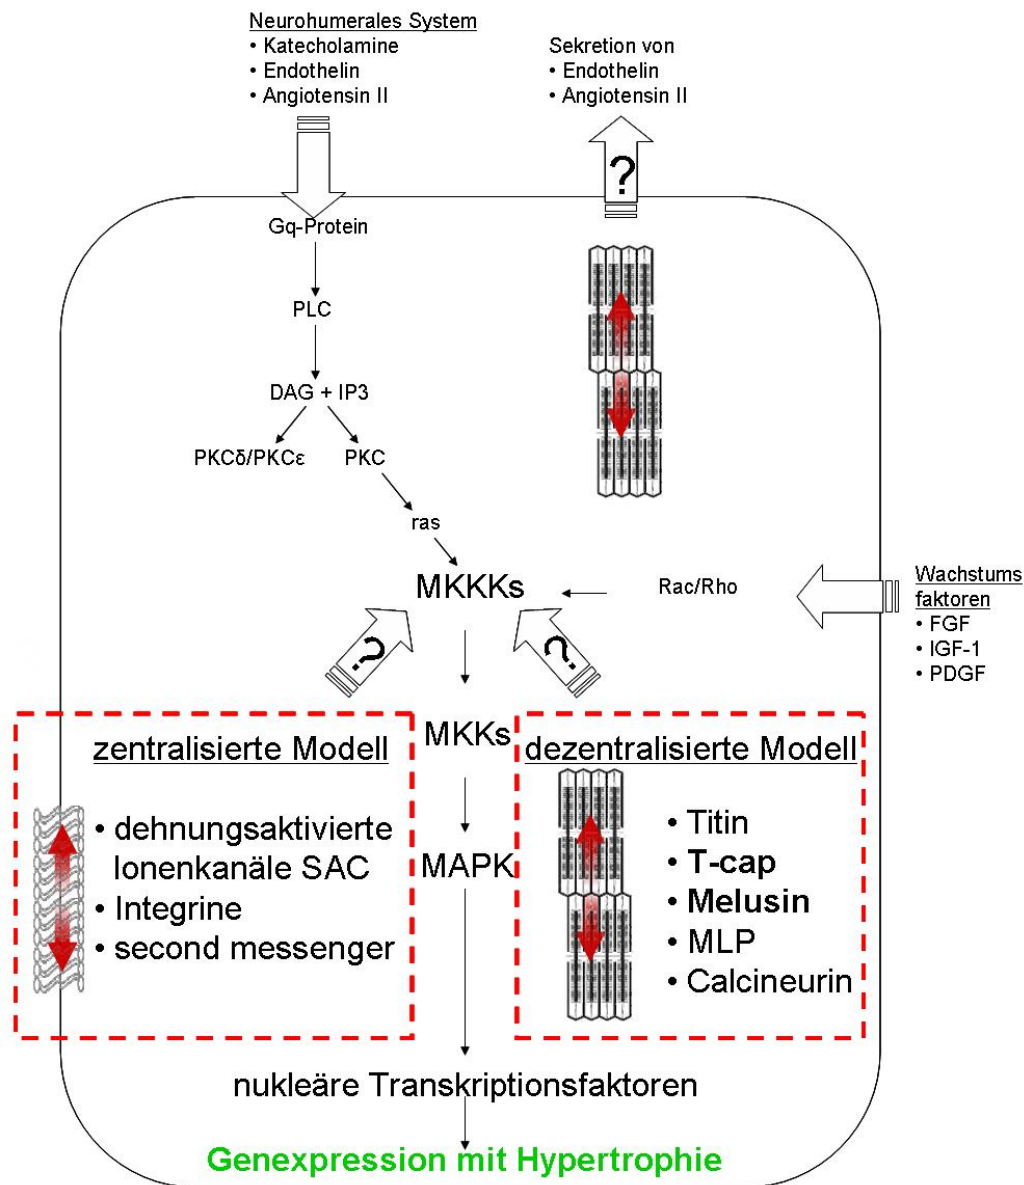 Neurohumerales System
• Katecholamine
• Endothelin
• Angiotensin II
Sekretion von
• Endothelin
• Angiotensin II
?
Gq-Protein
PLC
DAG + IP3
PKCδ/PKCε
PKC
ras
MKKKs
Rac/Rho
Wachstums
faktoren
• FGF
• IGF-1
• PDGF
?
?
MKKs
MAPK
zentralisierte Modell
• dehnungsaktivierte
Ionenkanäle SAC
• Integrine
• second messenger
dezentralisierte Modell
• Titin
• T-cap
• Melusin
• MLP
• Calcineurin
nukleäre Transkriptionsfaktoren
Genexpression mit Hypertrophie